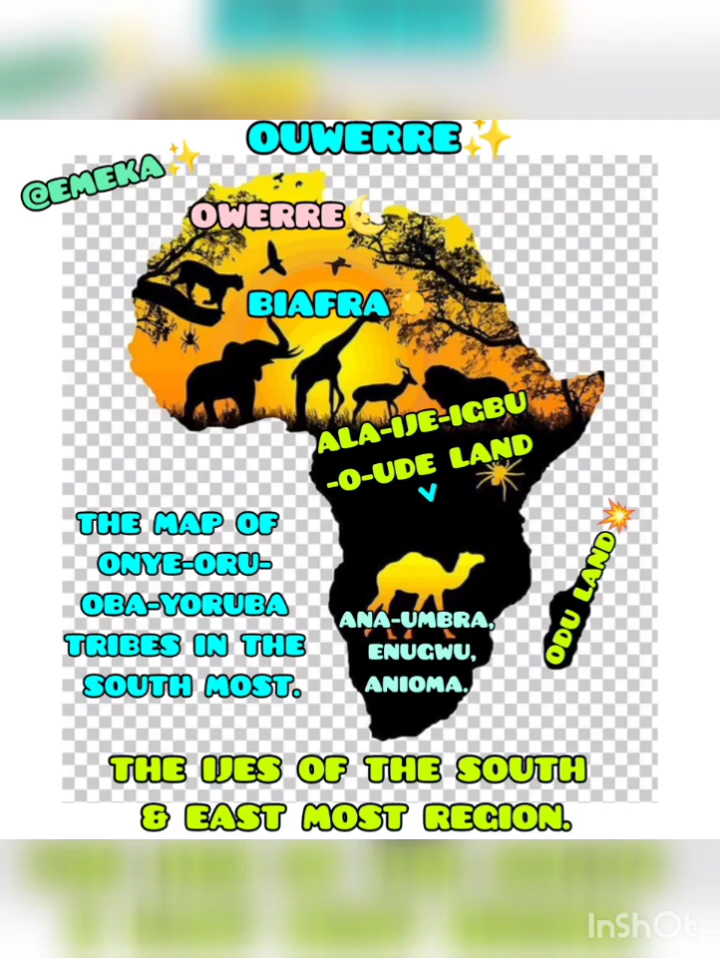 OUWERRE
@EMEKA
OWERRE
BIAFRA
ALA-IJE-IGBU
-O-UDE LAND
THE MAP OF
ONYE-ORU-
OBA-YORUBA
TRIBES IN THE
SOUTH MOST.
ODU LAND
ANA-UMBRA,
ENUGWU,
ANIOMA.
THE IJES OF THE SOUTH
& EAST MOST REGION.
InShOt